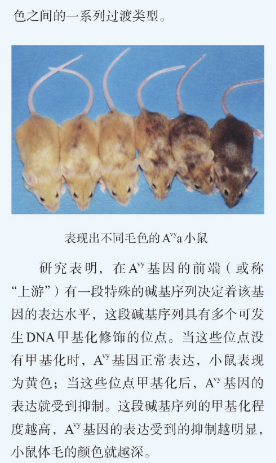 色之间的一系列过渡类型。
表现出不同毛色的Aᵛʸa小鼠
研究表明，在Aᵛʸ基因的前端（或称
“上游”）有一段特殊的碱基序列决定着该基
因的表达水平，这段碱基序列具有多个可发
生DNA甲基化修饰的位点。当这些位点没
有甲基化时，Aᵛʸ基因正常表达，小鼠表现
为黄色；当这些位点甲基化后，Aᵛʸ基因的
表达就受到抑制。这段碱基序列的甲基化程
度越高，Aᵛʸ基因的表达受到的抑制越明显，
小鼠体毛的颜色就越深。